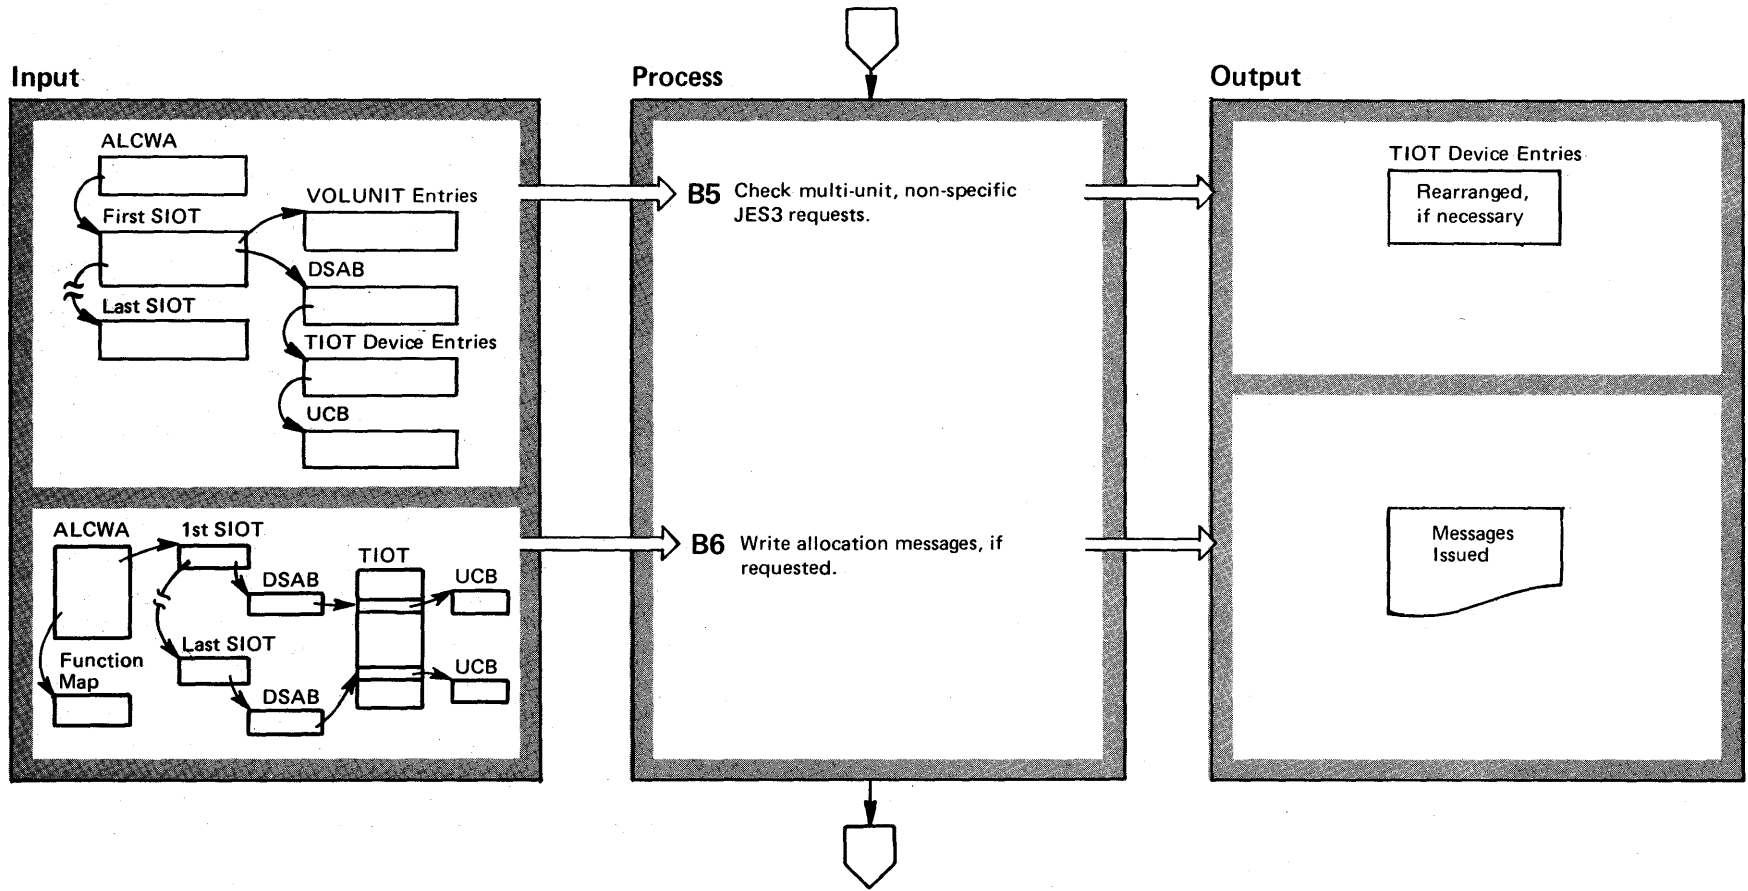 Input
ALCWA
First SIOT
VOLUNIT Entries
DSAB
Last SIOT
TIOT Device Entries
UCB
ALCWA
1st SIOT
TIOT
DSAB
UCB
Last SIOT
Function
Map
UCB
DSAB
Process
B5 Check multi-unit, non-specific
JES3 requests.
B6 Write allocation messages, if
requested.
Output
TIOT Device Entries
Rearranged,
if necessary
Messages
Issued